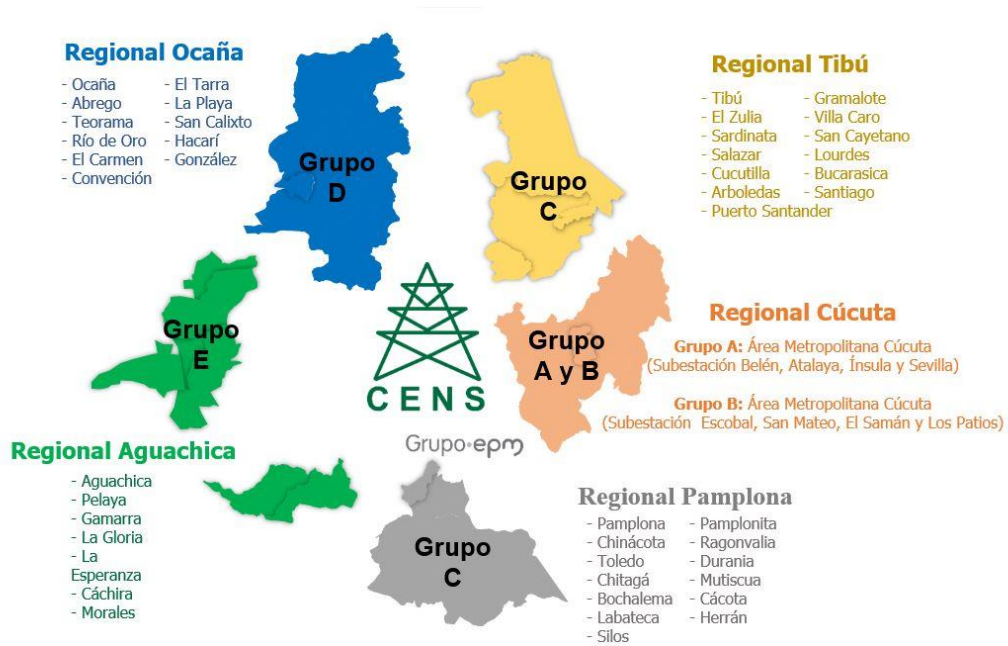 Regional Ocaña
- Ocaña
- Abrego
- Teorama
- Río de Oro
- El Carmen
- Convención
- El Tarra
- La Playa
- San Calixto
- Hacarí
- González
Grupo
D
Grupo
C
Regional Tibú
- Tibú
- El Zulia
- Sardinata
- Salazar
- Cucutilla
- Arboledas
- Puerto Santander
- Gramalote
- Villa Caro
- San Cayetano
- Lourdes
- Bucarasica
- Santiago
Grupo
E
CENS
Grupo·epm
Grupo
A y B
Regional Cúcuta
Grupo A: Área Metropolitana Cúcuta
(Subestación Belén, Atalaya, Ínsula y Sevilla)
Grupo B: Área Metropolitana Cúcuta
(Subestación Escobal, San Mateo, El Samán y Los Patios)
Regional Aguachica
- Aguachica
- Pelaya
- Gamarra
- La Gloria
- La
Esperanza
- Cáchira
- Morales
Grupo
C
Regional Pamplona
- Pamplona
- Chinácota
- Toledo
- Chitagá
- Bochalema
- Labateca
- Silos
- Pamplonita
- Ragonvalia
- Durania
- Mutiscua
- Cácota
- Herrán